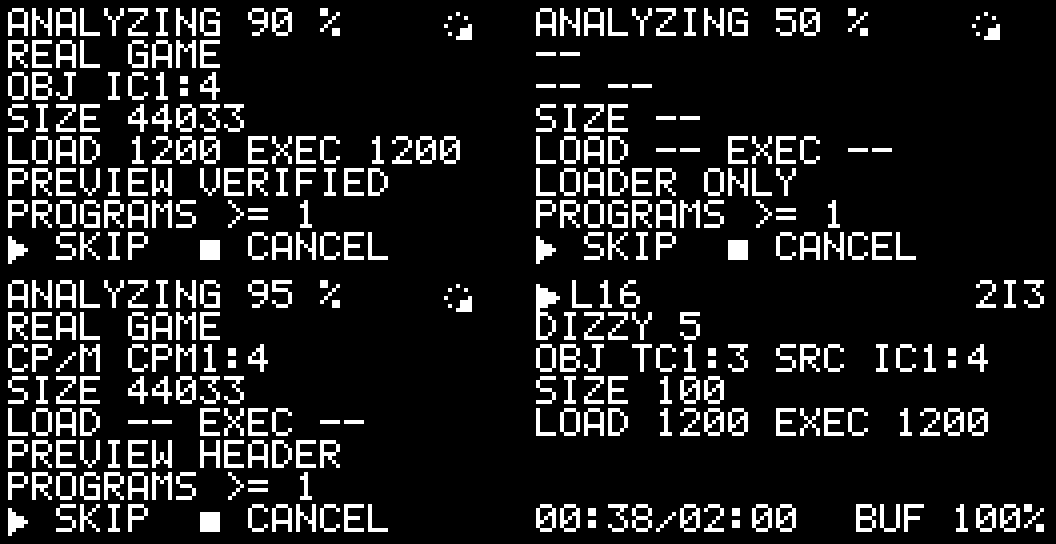 ANALYZING 90 %
REAL GAME
OBJ IC1:4
SIZE 44033
LOAD 1200 EXEC 1200
PREVIEW VERIFIED
PROGRAMS >= 1
SKIP CANCEL
ANALYZING 50 %
--
-- --
SIZE --
LOAD -- EXEC --
LOADER ONLY
PROGRAMS >= 1
SKIP CANCEL
ANALYZING 95 %
REAL GAME
CP/M CPM1:4
SIZE 44033
LOAD -- EXEC --
PREVIEW HEADER
PROGRAMS >= 1
SKIP CANCEL
L16 2I3
DIZZY 5
OBJ TC1:3 SRC IC1:4
SIZE 100
LOAD 1200 EXEC 1200
00:38/02:00 BUF 100%